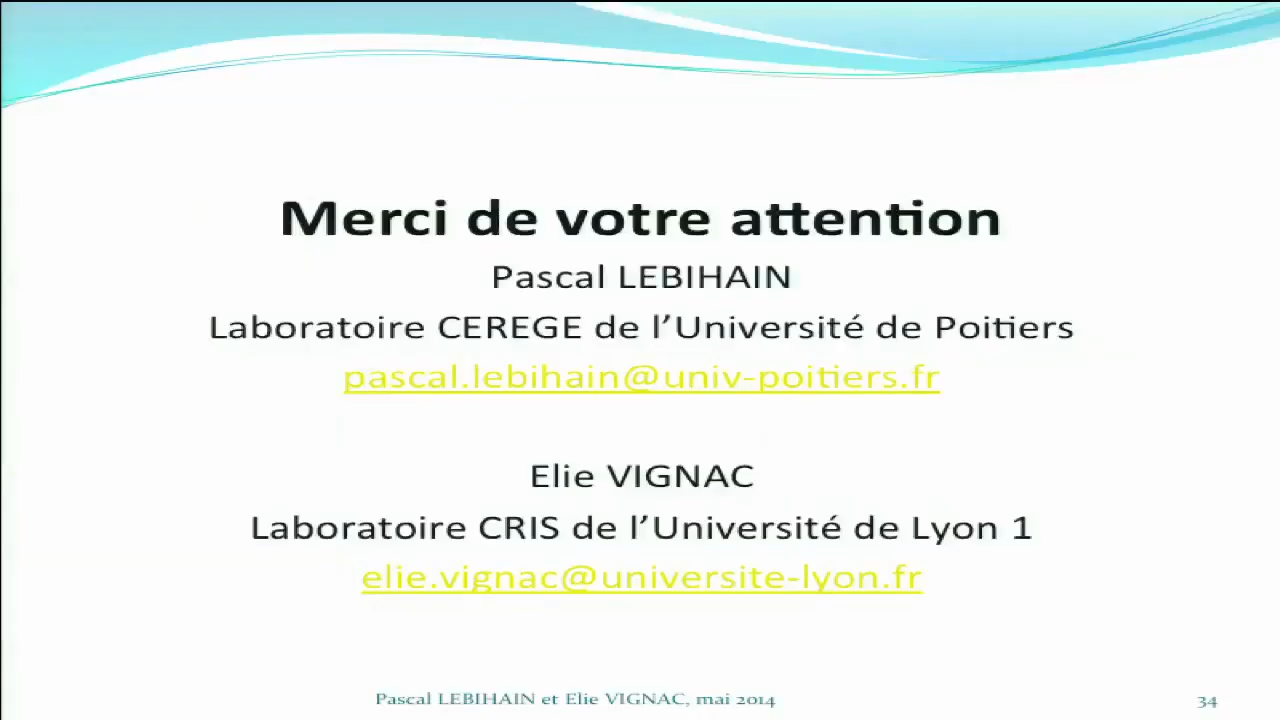 Merci de votre attention
Pascal LEBIHAIN
Laboratoire CEREGE de l’Université de Poitiers
pascal.lebihain@univ-poitiers.fr
Elie VIGNAC
Laboratoire CRIS de l’Université de Lyon 1
elie.vignac@universite-lyon.fr
Pascal LEBIHAIN et Elie VIGNAC, mai 2014
34